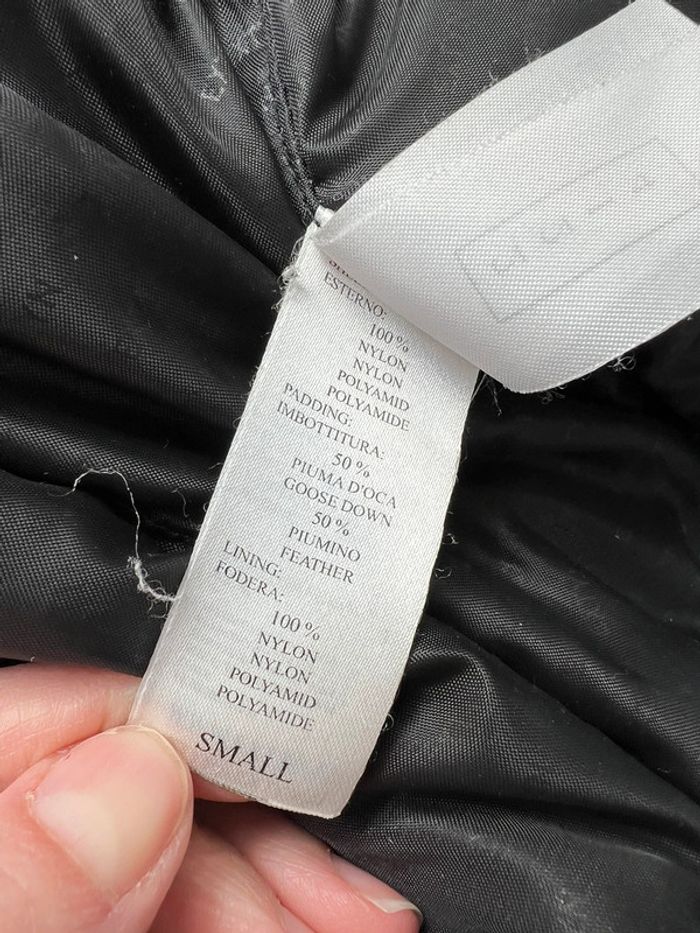 ESTERNO:
100%
NYLON
NYLON
POLYAMID
POLYAMIDE
PADDING:
IMBOTTITURA:
50%
PIUMA D'OCA
GOOSE DOWN
50%
PIUMINO
FEATHER
LINING:
FODERA:
100%
NYLON
NYLON
POLYAMID
POLYAMIDE
SMALL